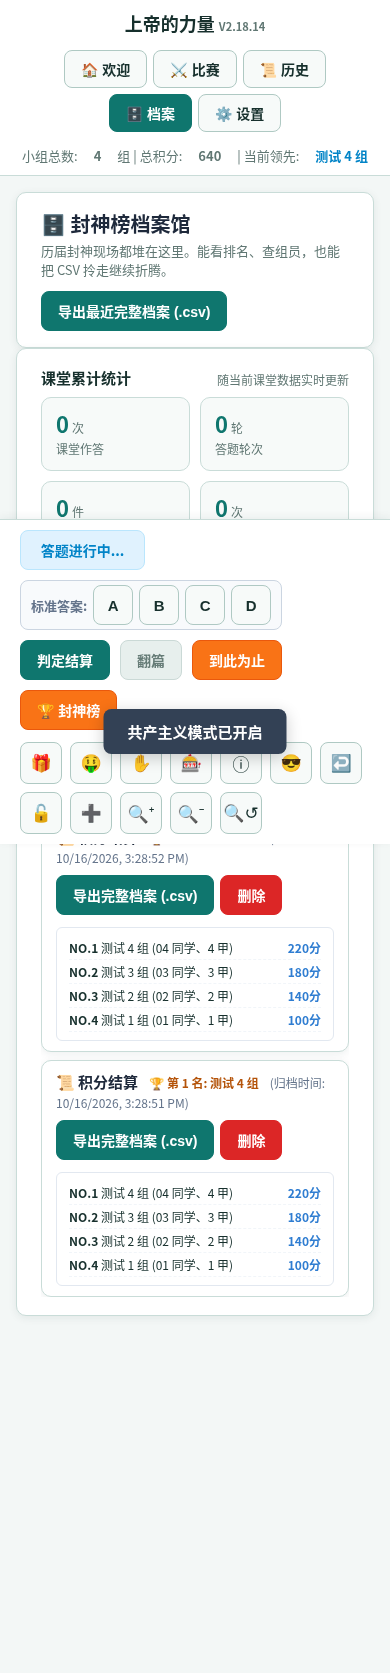 上帝的力量 V2.18.14
🏠 欢迎 ⚔️ 比赛 📜 历史
🗄️ 档案 ⚙️ 设置
小组总数: 4 组 | 总积分: 640 | 当前领先: 测试 4 组
🗄️ 封神榜档案馆
历届封神现场都堆在这里。能看排名、查组员，也能
把 CSV 拎走继续折腾。
导出最近完整档案 (.csv)
课堂累计统计 随当前课堂数据实时更新
0 次 0 轮
课堂作答 答题轮次
0 件 0 次
答题进行中...
标准答案: A B C D
判定结算 翻篇 到此为止
🏆 封神榜
共产主义模式已开启
10/16/2026, 3:28:52 PM)
导出完整档案 (.csv) 删除
NO.1 测试 4 组 (04 同学、4 甲) 220分
NO.2 测试 3 组 (03 同学、3 甲) 180分
NO.3 测试 2 组 (02 同学、2 甲) 140分
NO.4 测试 1 组 (01 同学、1 甲) 100分
📜 积分结算 🏆 第 1 名: 测试 4 组 (归档时间:
10/16/2026, 3:28:51 PM)
导出完整档案 (.csv) 删除
NO.1 测试 4 组 (04 同学、4 甲) 220分
NO.2 测试 3 组 (03 同学、3 甲) 180分
NO.3 测试 2 组 (02 同学、2 甲) 140分
NO.4 测试 1 组 (01 同学、1 甲) 100分